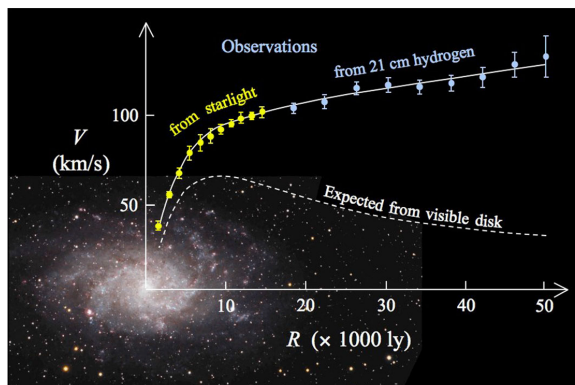 Observations
from 21 cm hydrogen
from starlight
100
V
(km/s)
50
Expected from visible disk
10
20
30
40
50
R (× 1000 ly)